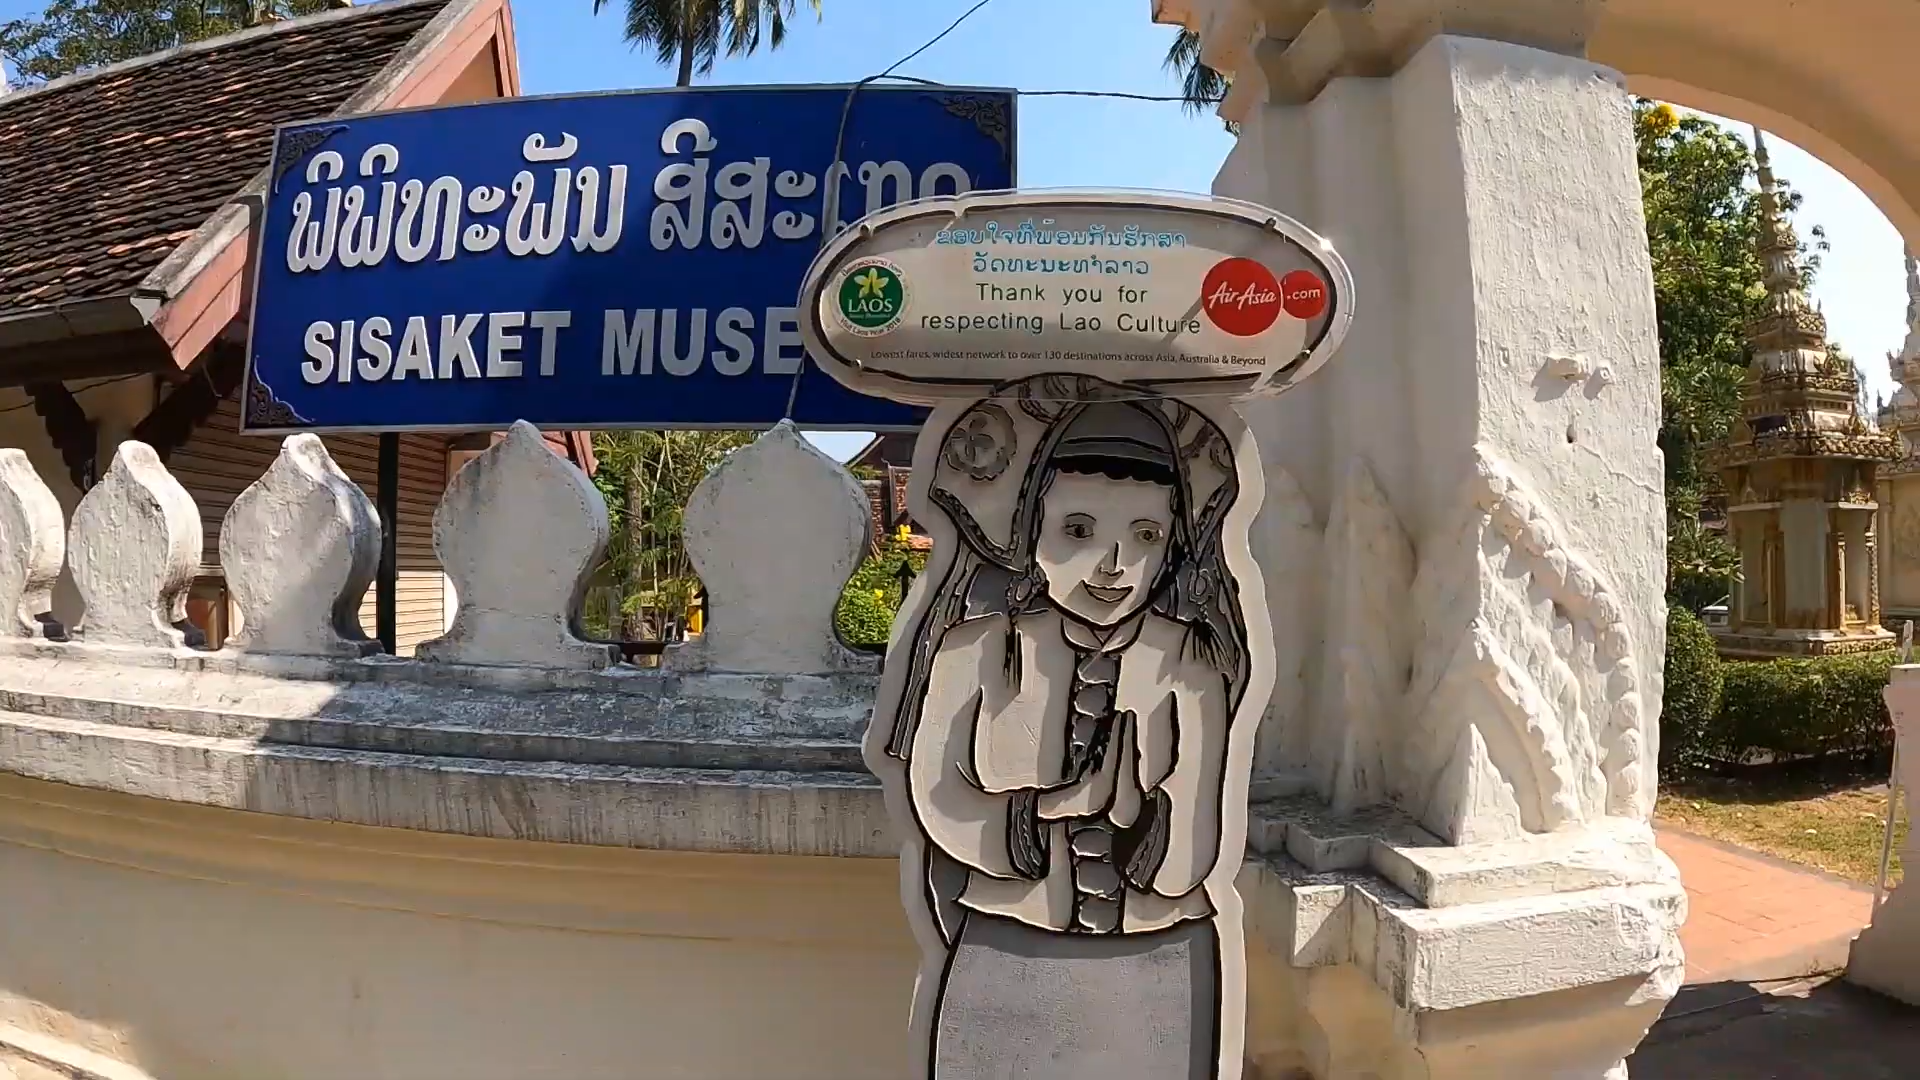 ພິພິທະພັນ ສີສະເກດ
SISAKET MUSE
ຂອບໃຈທີ່ພ້ອມກັນຮັກສາ
ວັດທະນະທຳລາວ
Thank you for
respecting Lao Culture
LAOS
AirAsia.com
Lowest fares, widest network to over 130 destinations across Asia, Australia & Beyond